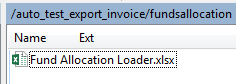 /auto_test_export_invoice/fundsallocation
Name Ext
Fund Allocation Loader.xlsx